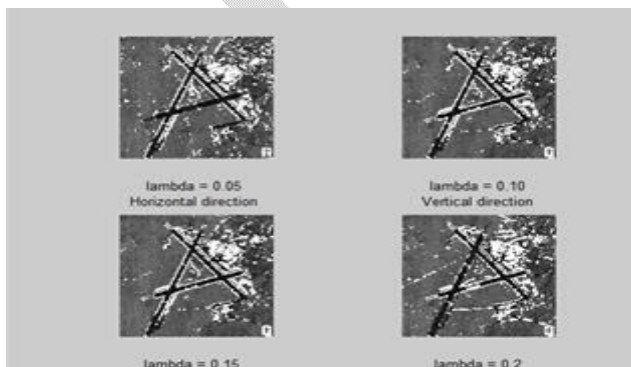 lambda = 0.05
Horizontal direction
lambda = 0.10
Vertical direction
lambda = 0.15
lambda = 0.2